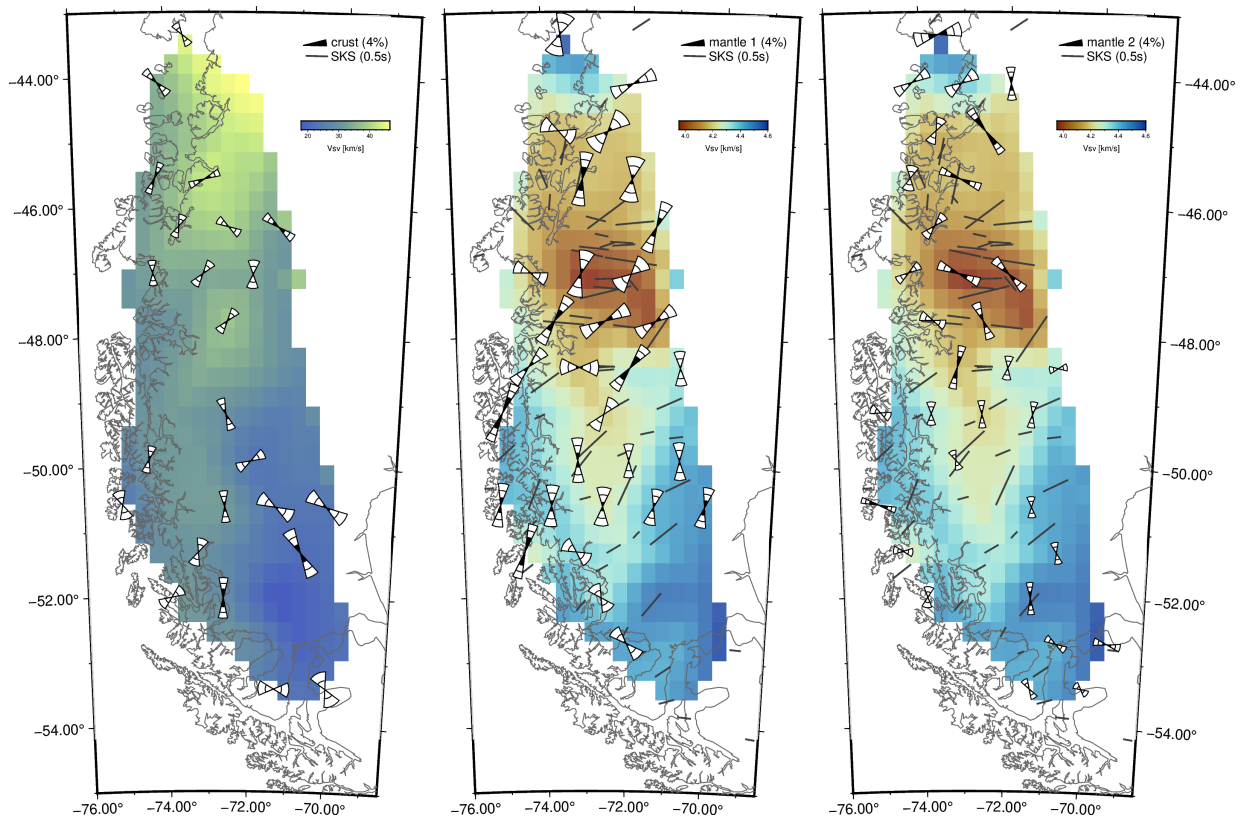 crust (4%)
SKS (0.5s)
20 30 40
Vsv [km/s]
mantle 1 (4%)
SKS (0.5s)
4.0 4.2 4.4 4.6
Vsv [km/s]
mantle 2 (4%)
SKS (0.5s)
4.0 4.2 4.4 4.6
Vsv [km/s]
−44.00° −44.00°
−46.00° −46.00°
−48.00° −48.00°
−50.00° −50.00°
−52.00° −52.00°
−54.00° −54.00°
−76.00° −74.00° −72.00° −70.00° −76.00° −74.00° −72.00° −70.00° −76.00° −74.00° −72.00° −70.00°